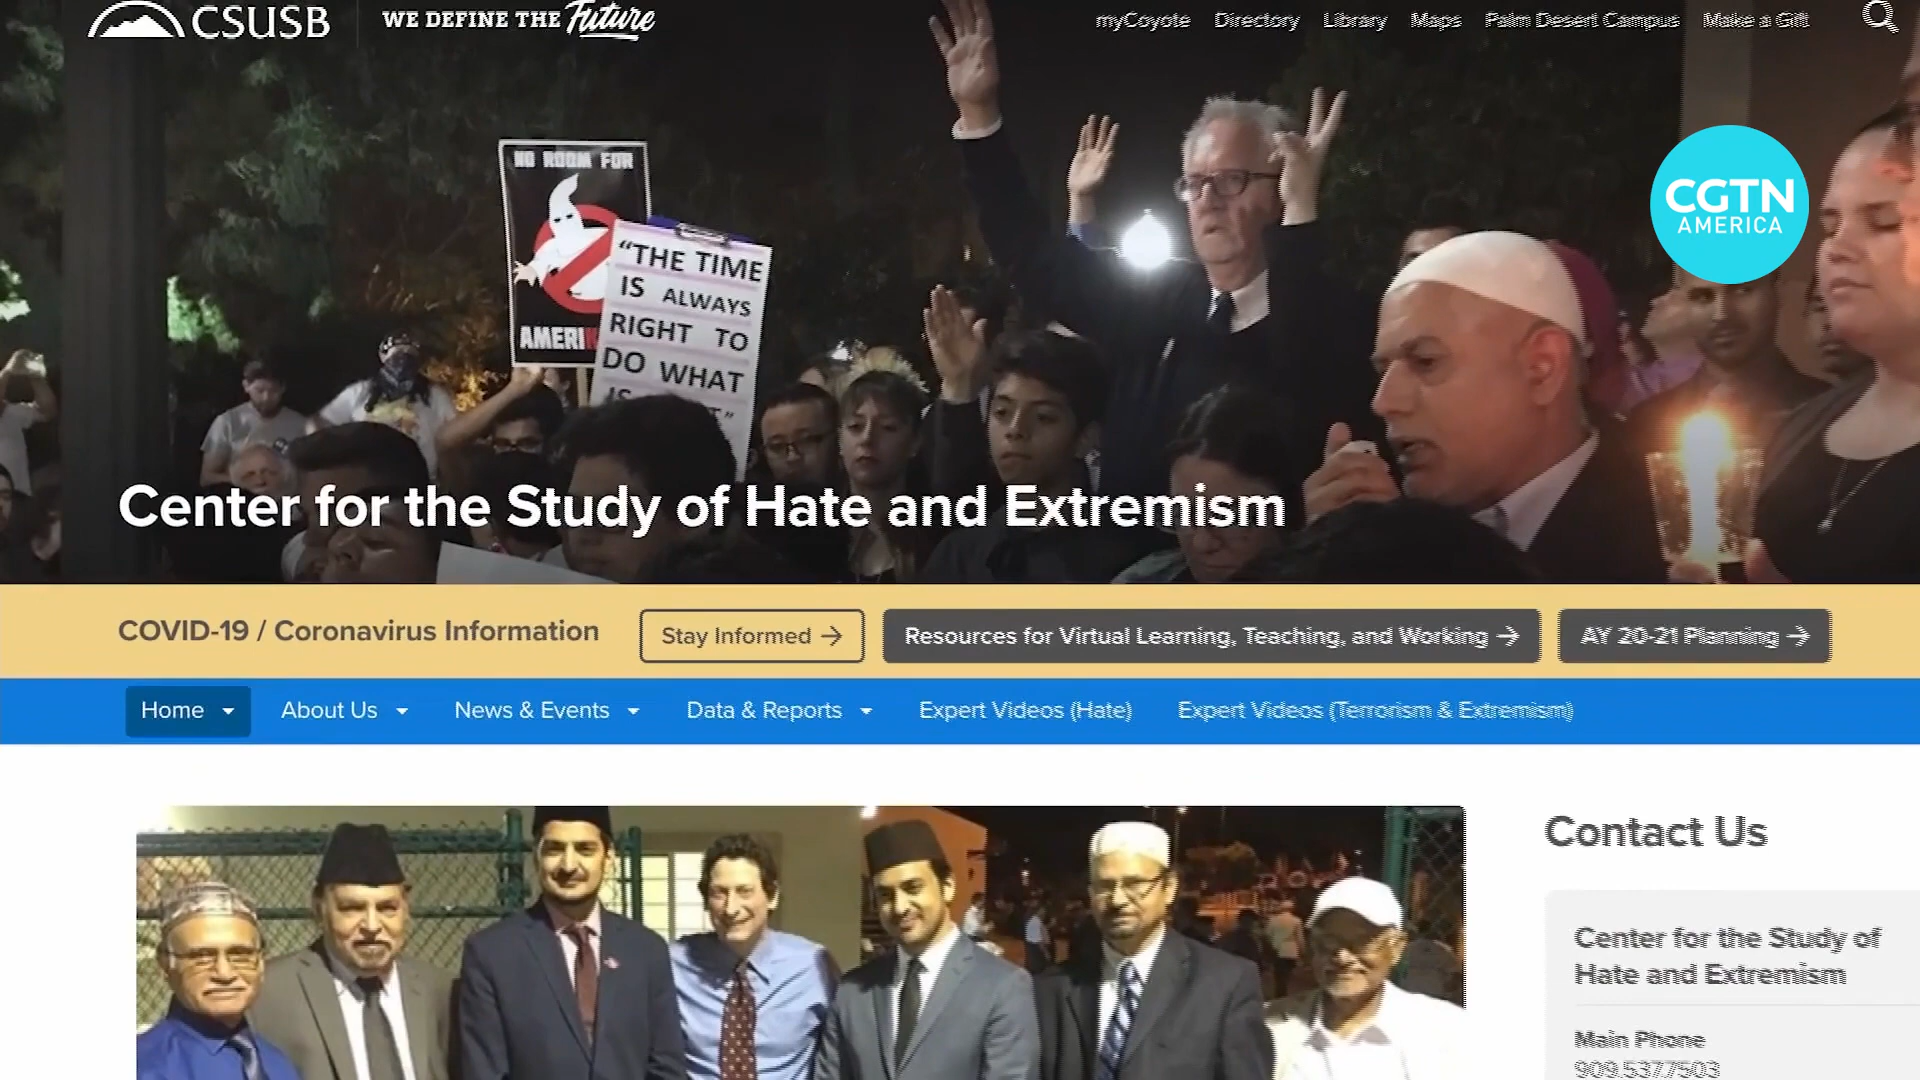 CSUSB
WE DEFINE THE Future
myCoyote Directory Library Maps Palm Desert Campus Make a Gift
CGTN
AMERICA
NO ROOM FOR
AMERI
"THE TIME
IS ALWAYS
RIGHT TO
DO WHAT
IS
Center for the Study of Hate and Extremism
COVID-19 / Coronavirus Information
Stay Informed →
Resources for Virtual Learning, Teaching, and Working →
AY 20-21 Planning →
Home About Us News & Events Data & Reports Expert Videos (Hate) Expert Videos (Terrorism & Extremism)
Contact Us
Center for the Study of
Hate and Extremism
Main Phone
909.537.7503